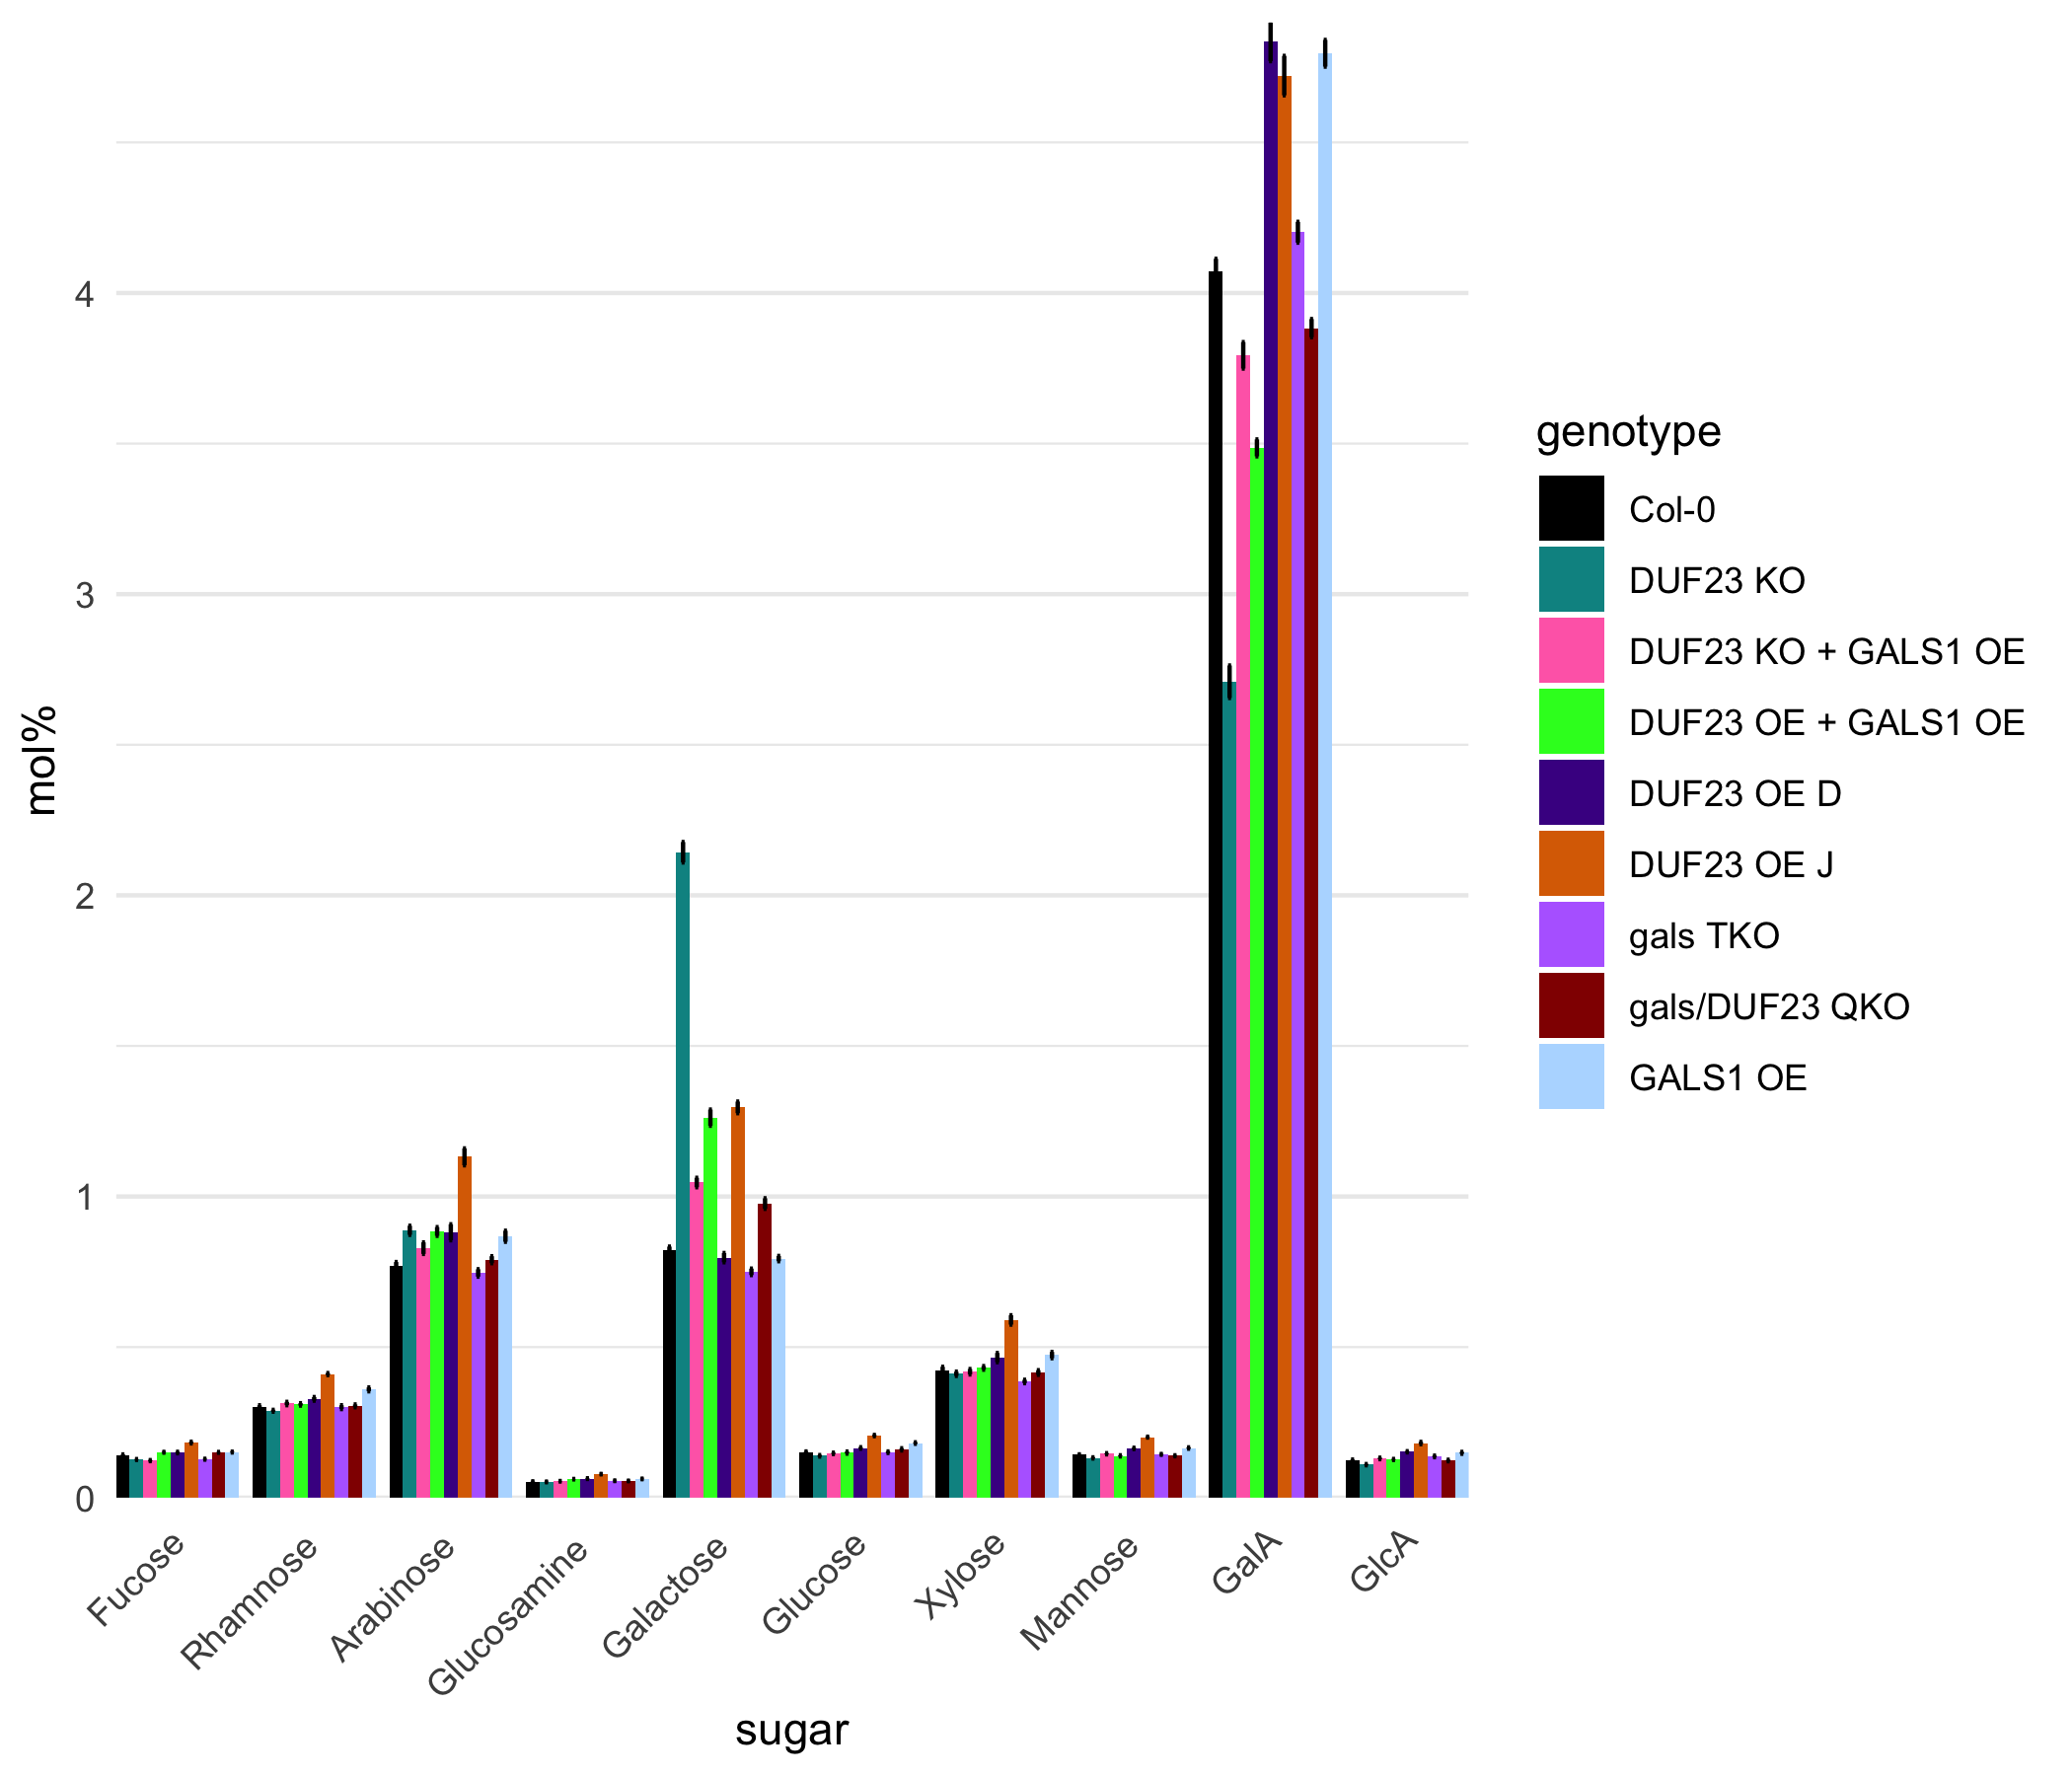 4
3
2
1
0
mol%
Fucose
Rhamnose
Arabinose
Glucosamine
Galactose
Glucose
Xylose
Mannose
GalA
GlcA
sugar
genotype
Col-0
DUF23 KO
DUF23 KO + GALS1 OE
DUF23 OE + GALS1 OE
DUF23 OE D
DUF23 OE J
gals TKO
gals/DUF23 QKO
GALS1 OE